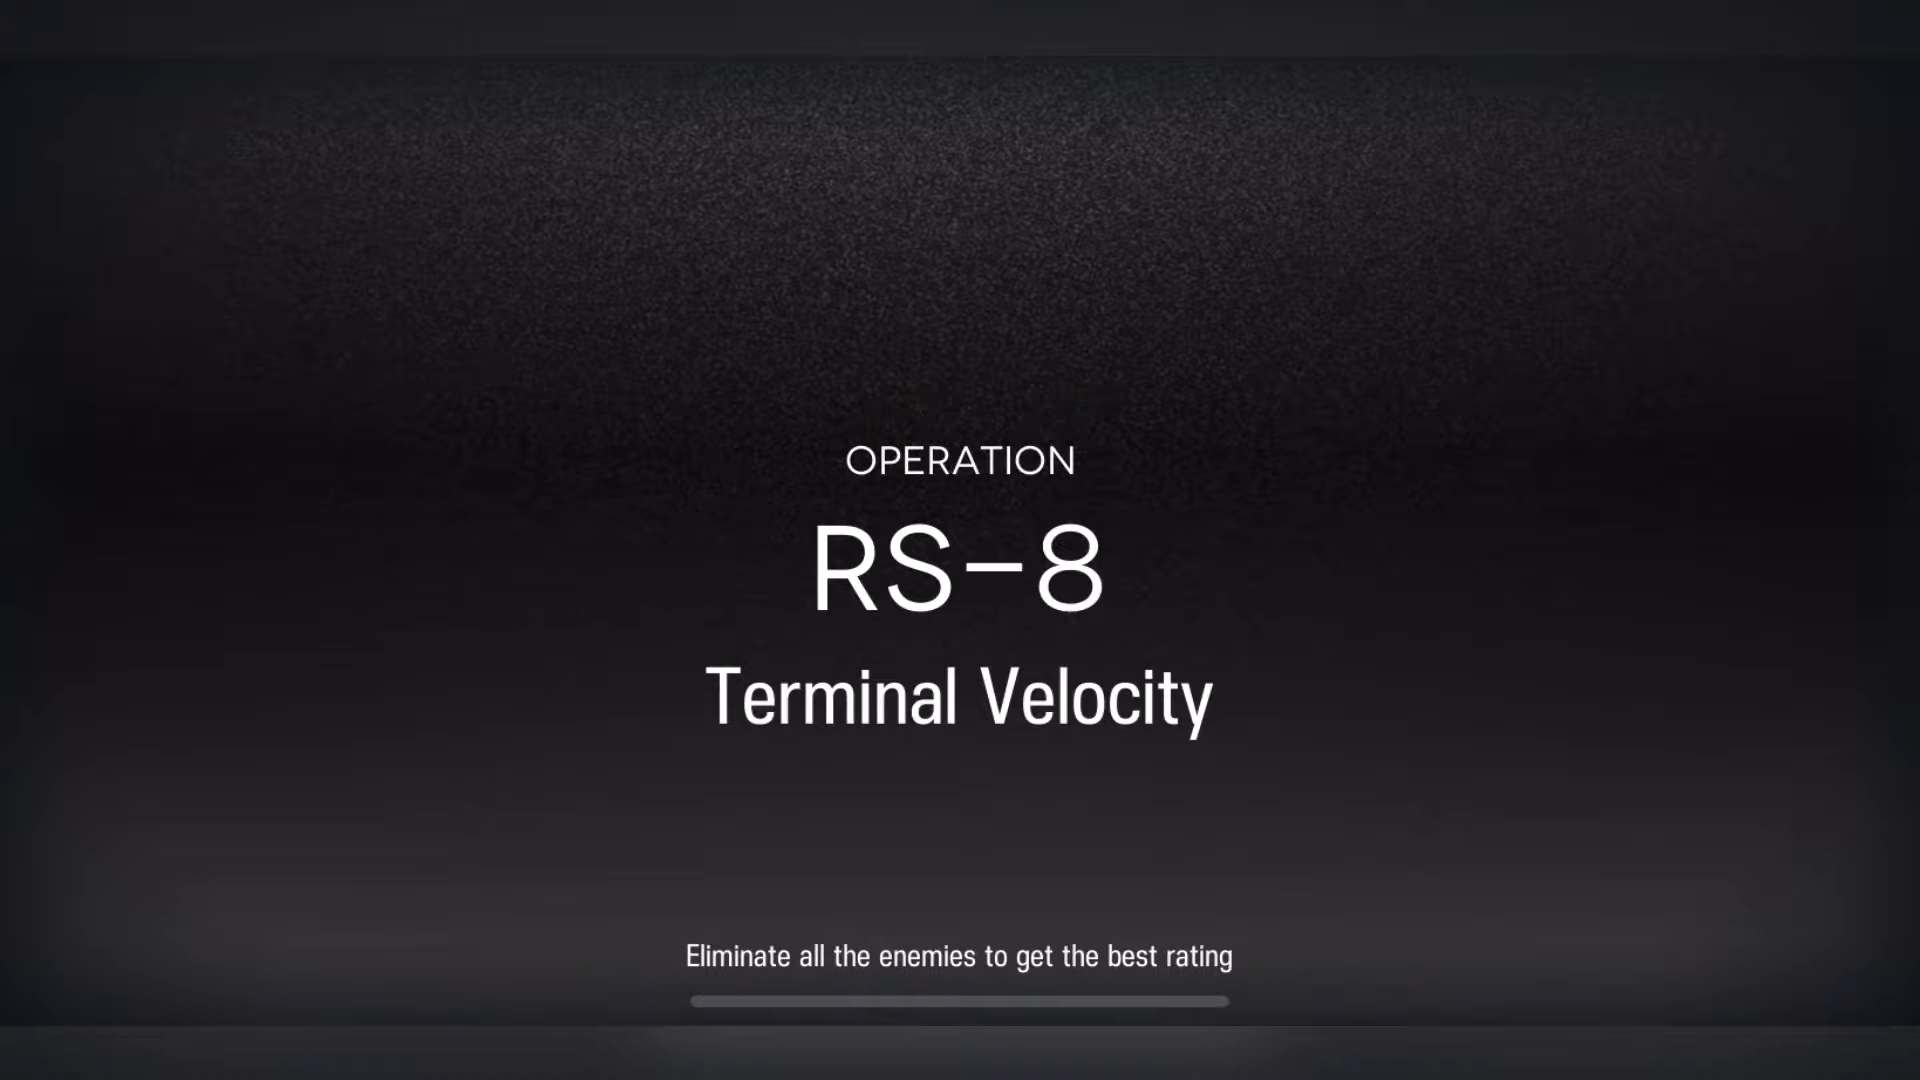 OPERATION
RS-8
Terminal Velocity
Eliminate all the enemies to get the best rating